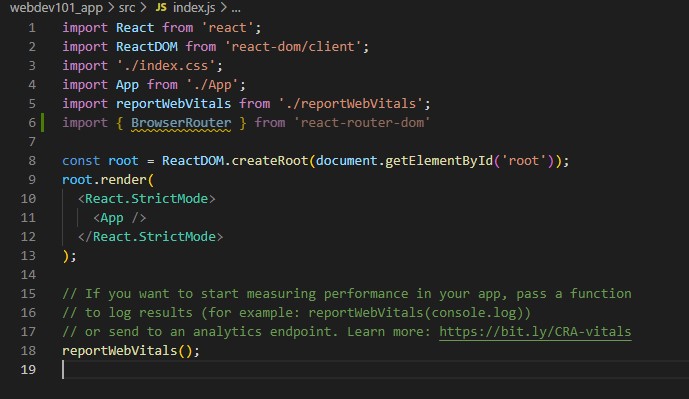 webdev101_app > src > JS index.js > ...
1 import React from 'react';
2 import ReactDOM from 'react-dom/client';
3 import './index.css';
4 import App from './App';
5 import reportWebVitals from './reportWebVitals';
6 import { BrowserRouter } from 'react-router-dom'
7
8 const root = ReactDOM.createRoot(document.getElementById('root'));
9 root.render(
10   <React.StrictMode>
11     <App />
12   </React.StrictMode>
13 );
14
15 // If you want to start measuring performance in your app, pass a function
16 // to log results (for example: reportWebVitals(console.log))
17 // or send to an analytics endpoint. Learn more: https://bit.ly/CRA-vitals
18 reportWebVitals();
19